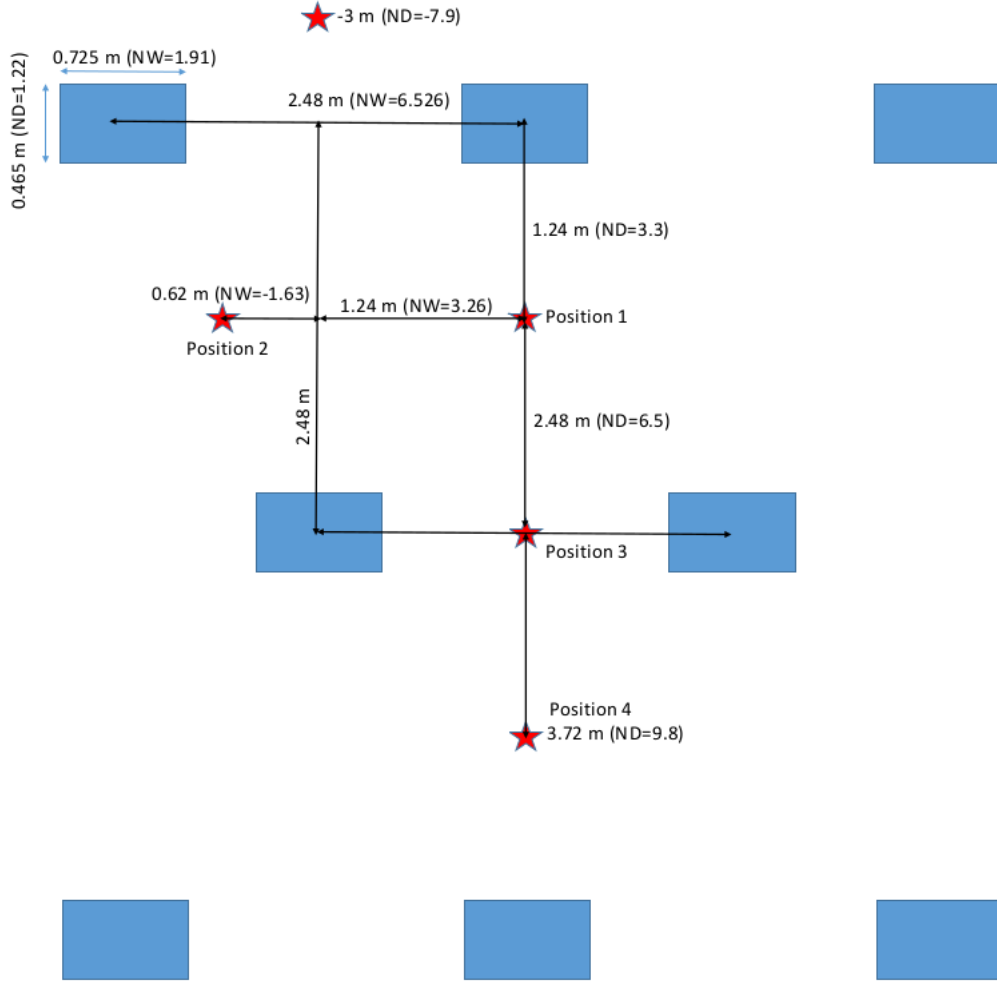 -3 m (ND=-7.9)
0.725 m (NW=1.91)
0.465 m (ND=1.22)
2.48 m (NW=6.526)
1.24 m (ND=3.3)
0.62 m (NW=-1.63)
1.24 m (NW=3.26)
Position 1
Position 2
2.48 m
2.48 m (ND=6.5)
Position 3
Position 4
3.72 m (ND=9.8)